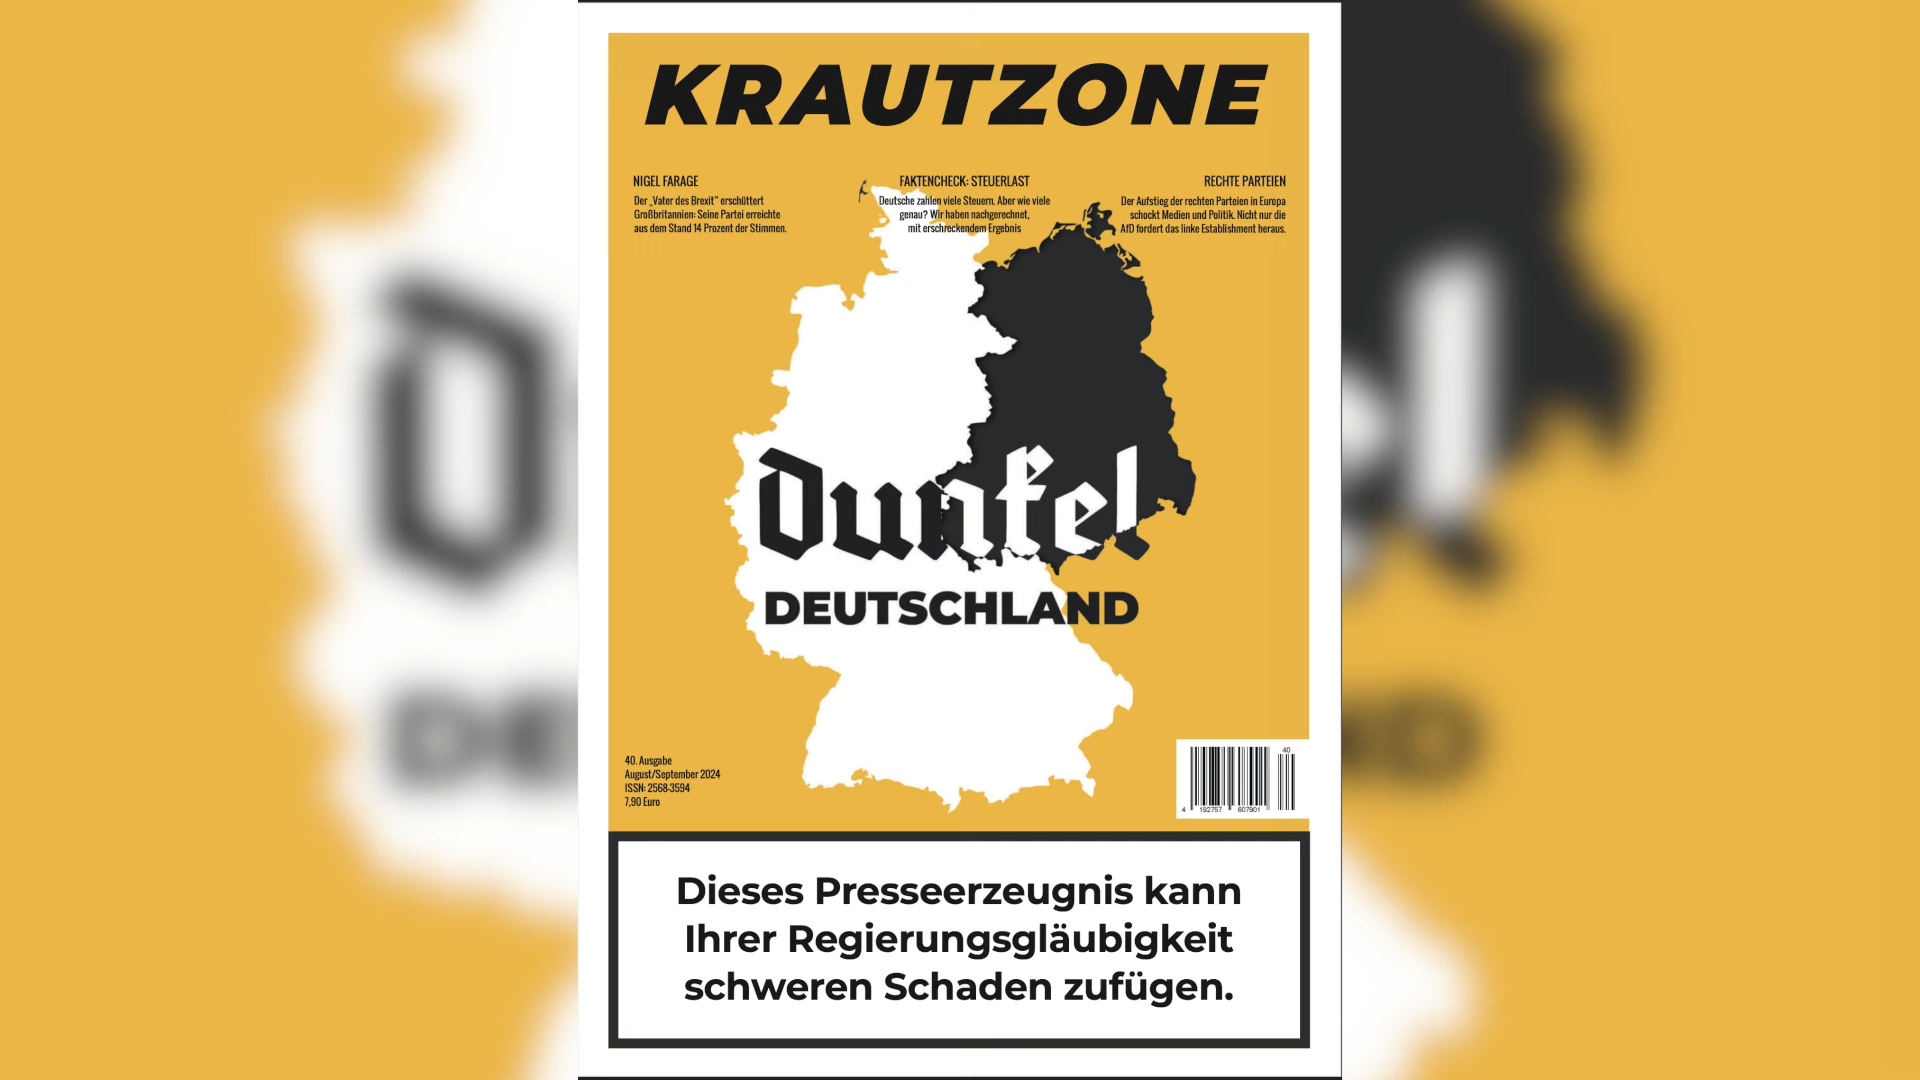 KRAUTZONE
NIGEL FARAGE
Der „Vater des Brexit" erschüttert
Großbritannien: Seine Partei erreichte
aus dem Stand 14 Prozent der Stimmen.
FAKTENCHECK: STEUERLAST
Deutsche zahlen viele Steuern. Aber wie viele
genau? Wir haben nachgerechnet,
mit erschreckendem Ergebnis
RECHTE PARTEIEN
Der Aufstieg der rechten Parteien in Europa
schockt Medien und Politik. Nicht nur die
AfD fordert das linke Establishment heraus.
Dunkel
DEUTSCHLAND
40. Ausgabe
August/September 2024
ISSN: 2568-3594
7,90 Euro
40
4 192757 607901
Dieses Presseerzeugnis kann
Ihrer Regierungsgläubigkeit
schweren Schaden zufügen.